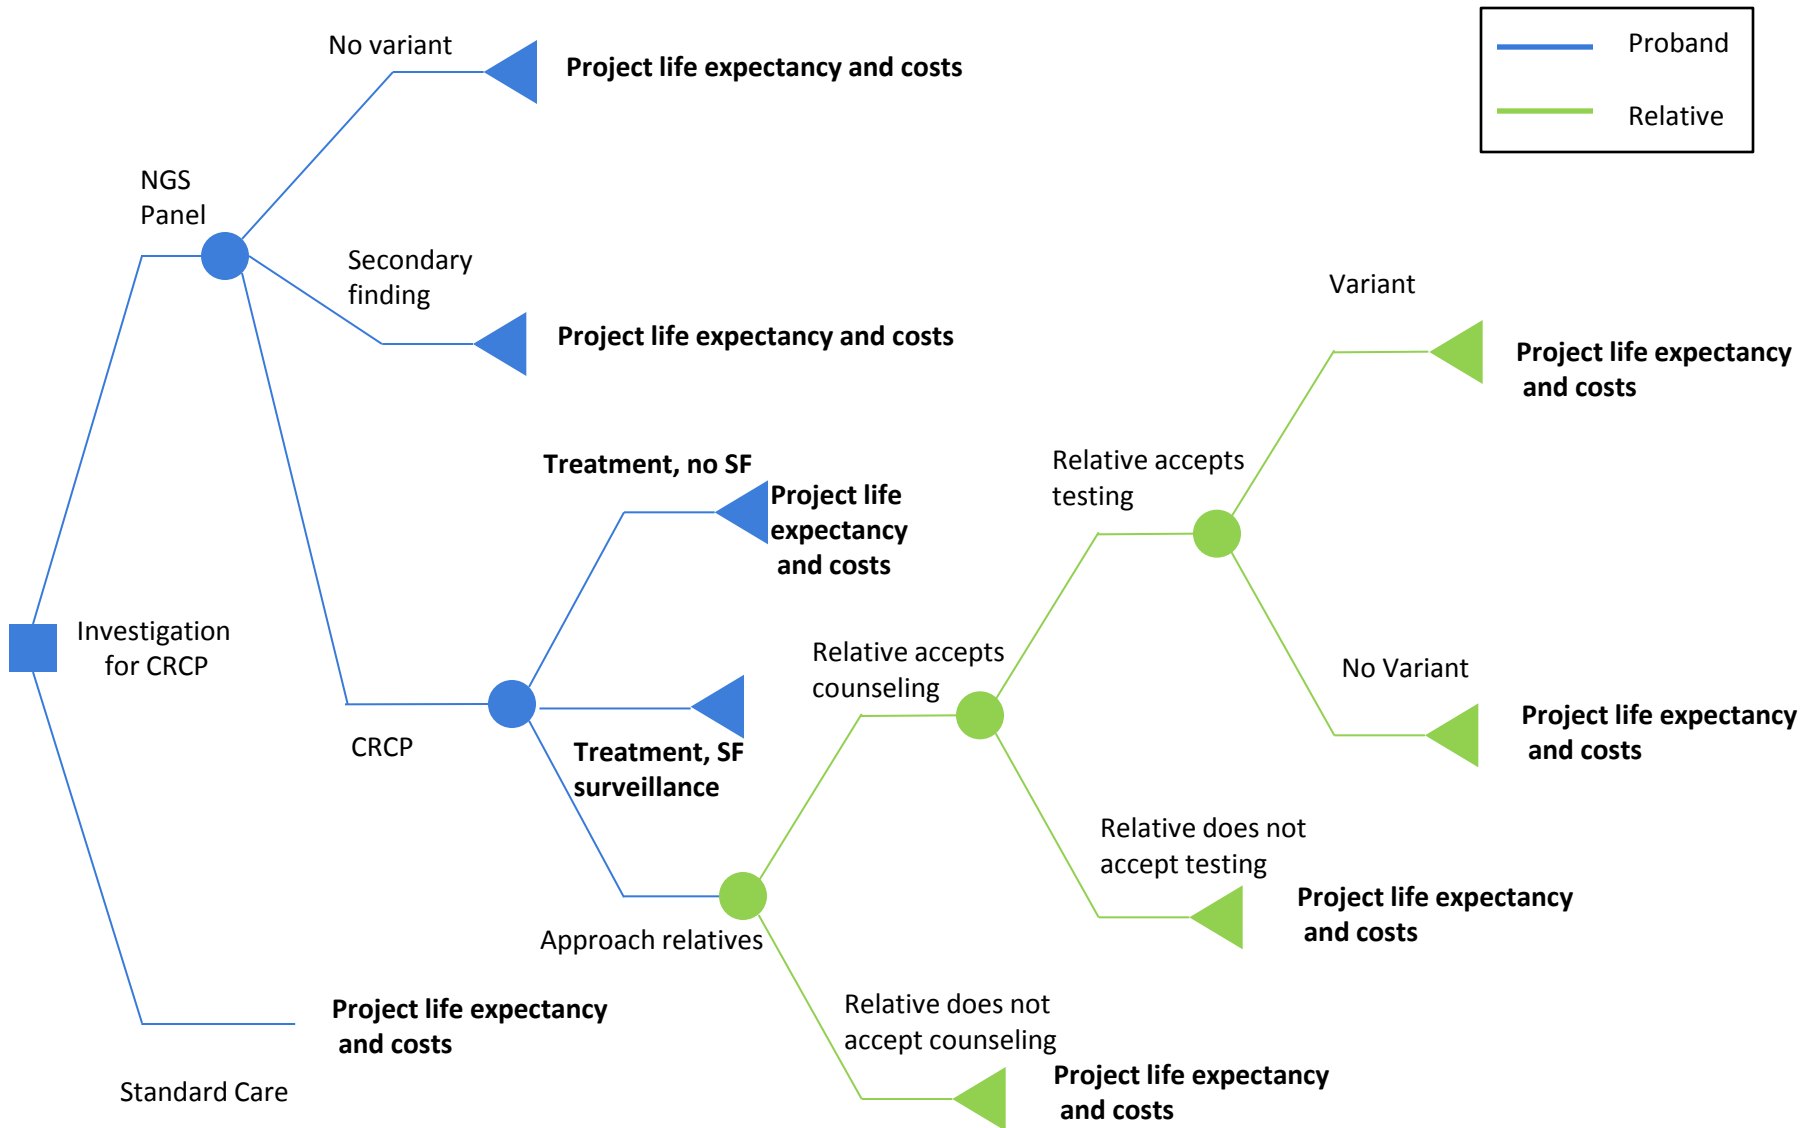 No variant
Project life expectancy and costs
Proband
Relative
NGS
Panel
Secondary
finding
Project life expectancy and costs
Variant
Project life expectancy
and costs
Treatment, no SF
Project life
expectancy
and costs
Relative accepts
testing
Investigation
for CRCP
Relative accepts
counseling
No Variant
Project life expectancy
and costs
CRCP
Treatment, SF
surveillance
Relative does not
accept testing
Project life expectancy
and costs
Approach relatives
Relative does not
accept counseling
Project life expectancy
and costs
Project life expectancy
and costs
Standard Care